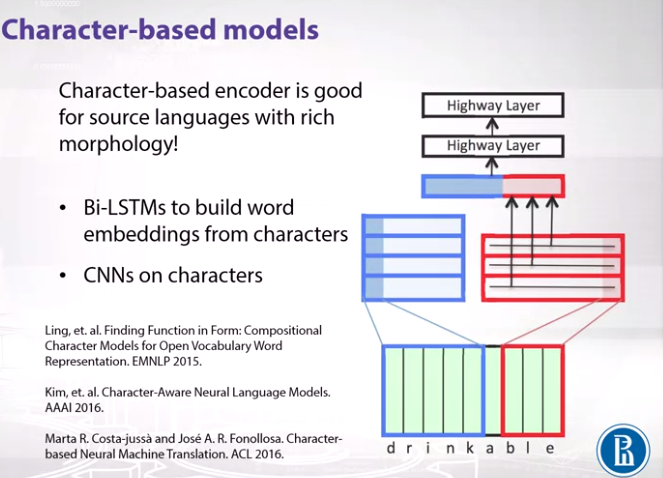 Character-based models
Character-based encoder is good
for source languages with rich
morphology!
• Bi-LSTMs to build word
embeddings from characters
• CNNs on characters
Ling, et. al. Finding Function in Form: Compositional
Character Models for Open Vocabulary Word
Representation. EMNLP 2015.
Kim, et. al. Character-Aware Neural Language Models.
AAAI 2016.
Marta R. Costa-jussà and José A. R. Fonollosa. Character-
based Neural Machine Translation. ACL 2016.
Highway Layer
Highway Layer
d r i n k a b l e